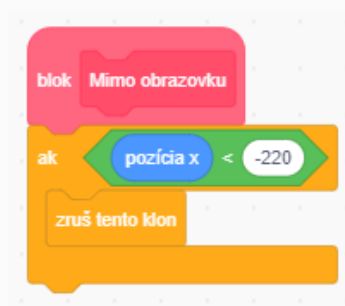 blok Mimo obrazovku
ak pozícia x < -220
zruš tento klon